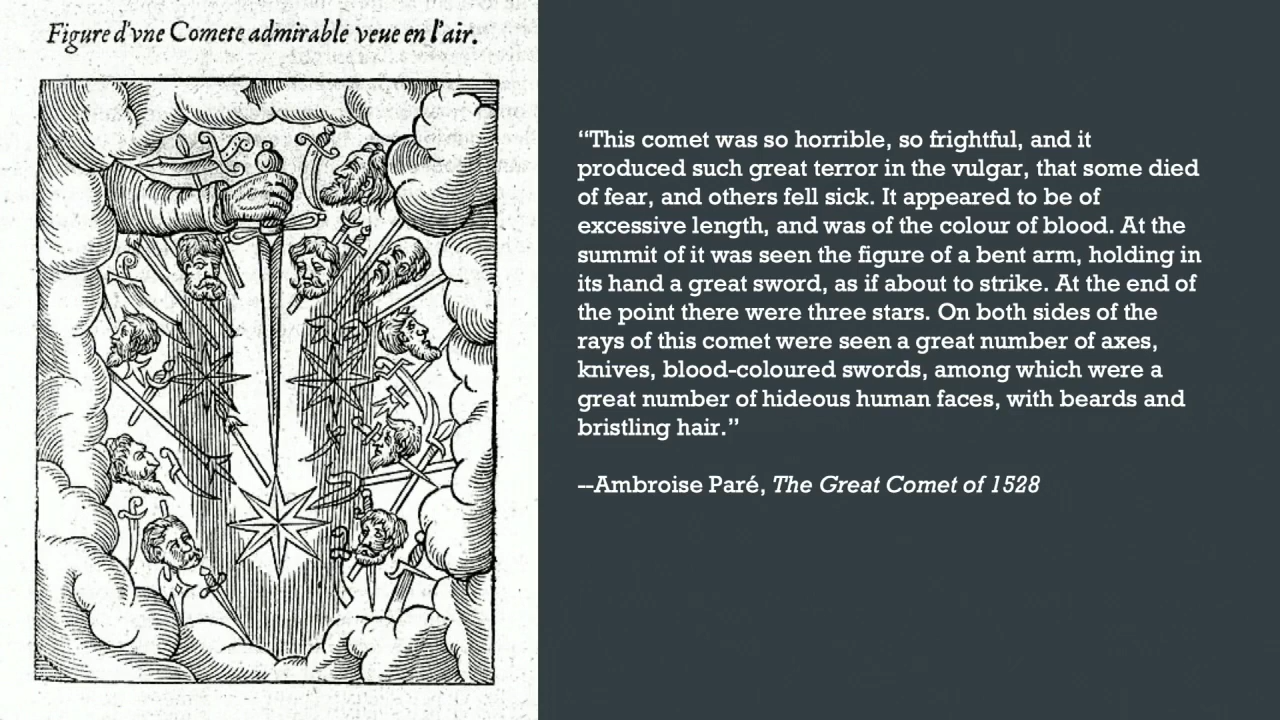 Figure d'vne Comete admirable veue en l'air.
“This comet was so horrible, so frightful, and it
produced such great terror in the vulgar, that some died
of fear, and others fell sick. It appeared to be of
excessive length, and was of the colour of blood. At the
summit of it was seen the figure of a bent arm, holding in
its hand a great sword, as if about to strike. At the end of
the point there were three stars. On both sides of the
rays of this comet were seen a great number of axes,
knives, blood-coloured swords, among which were a
great number of hideous human faces, with beards and
bristling hair.”
--Ambroise Paré, The Great Comet of 1528